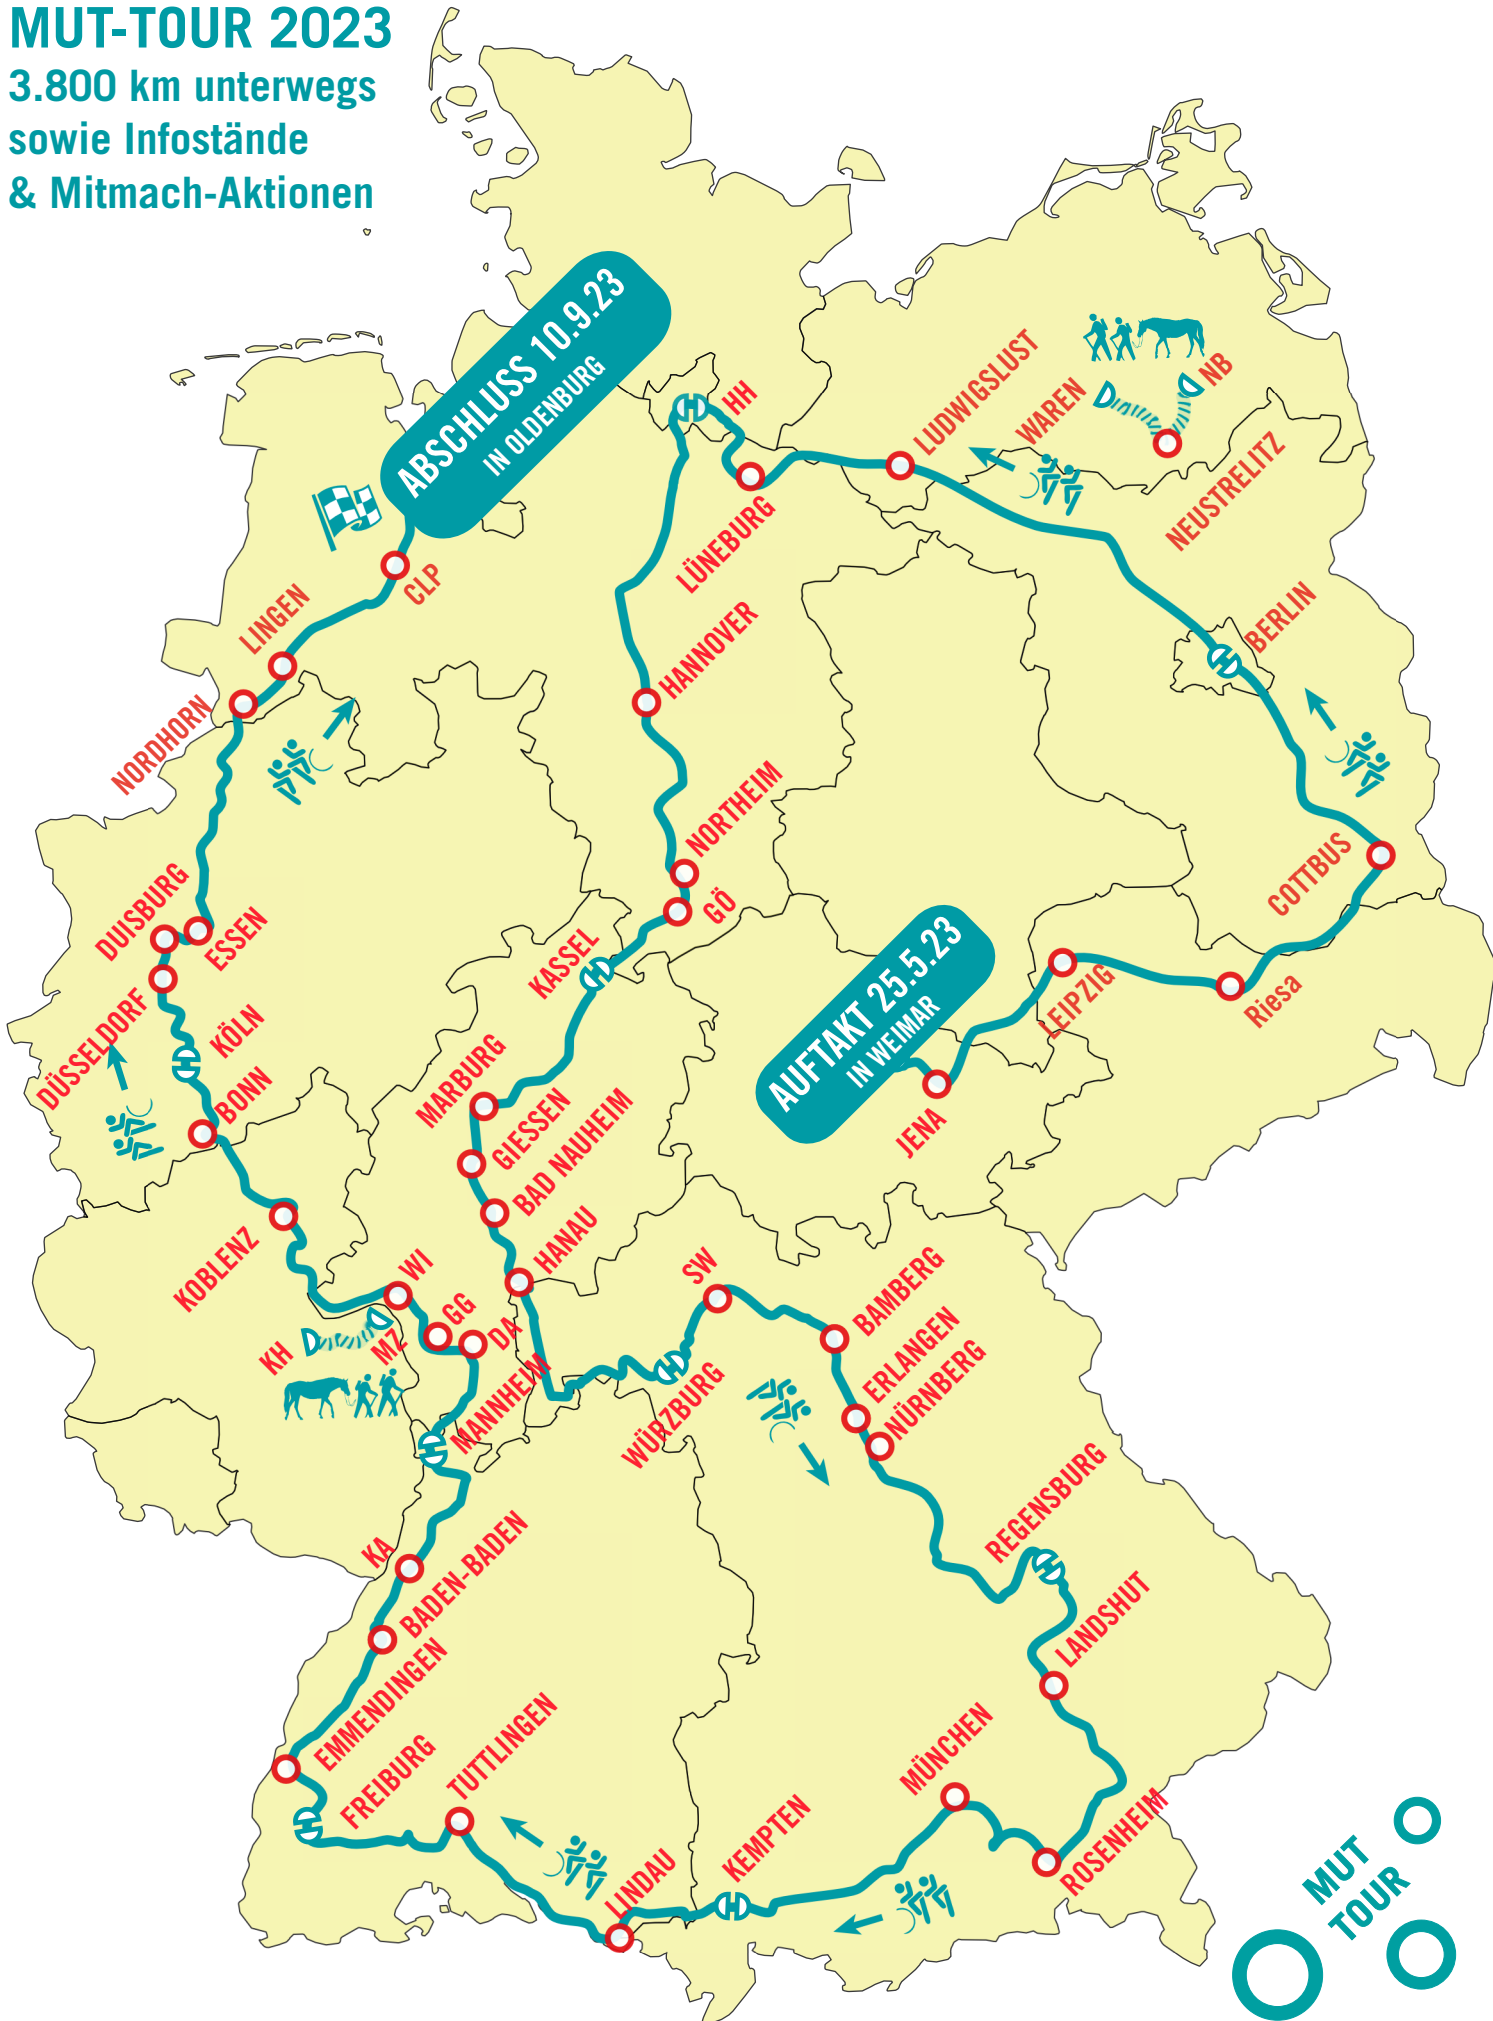 MUT-TOUR 2023
3.800 km unterwegs
sowie Infostände
& Mitmach-Aktionen
ABSCHLUSS 10.9.23
IN OLDENBURG
HH
LUDWIGSLUST
WAREN
NB
NEUSTRELITZ
LÜNEBURG
CLP
LINGEN
NORDHORN
HANNOVER
BERLIN
NORTHEIM
GÖ
COTTBUS
DUISBURG
ESSEN
KASSEL
AUFTAKT 25.5.23
IN WEIMAR
LEIPZIG
Riesa
JENA
DÜSSELDORF
KÖLN
BONN
MARBURG
GIESSEN
BAD NAUHEIM
HANAU
KOBLENZ
WI
GG
DA
KH
MZ
MANNHEIM
SW
WÜRZBURG
BAMBERG
ERLANGEN
NÜRNBERG
REGENSBURG
LANDSHUT
KA
BADEN-BADEN
EMMENDINGEN
FREIBURG
TUTTLINGEN
LINDAU
KEMPTEN
MÜNCHEN
ROSENHEIM
MUT
TOUR